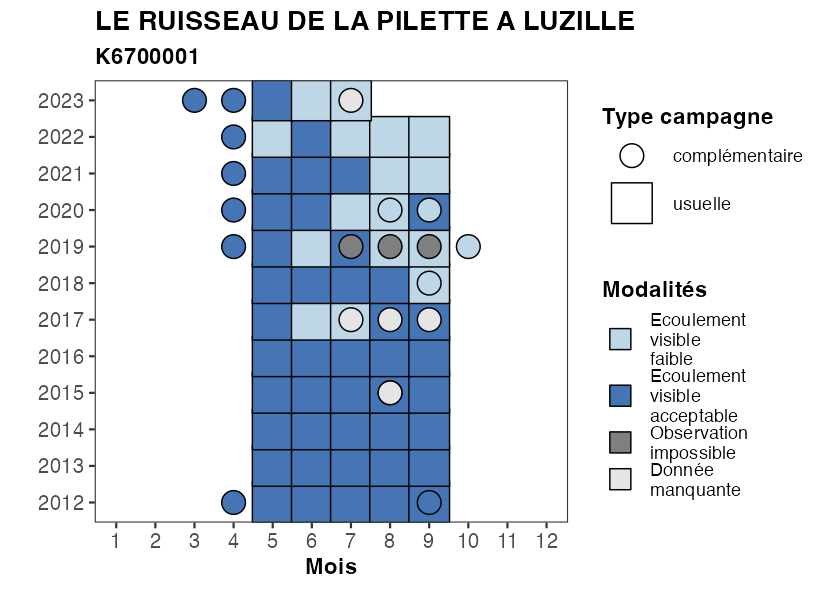 LE RUISSEAU DE LA PILETTE A LUZILLE
K6700001
2023
2022
2021
2020
2019
2018
2017
2016
2015
2014
2013
2012
1 2 3 4 5 6 7 8 9 10 11 12
Mois
Type campagne
complémentaire
usuelle
Modalités
Ecoulement
visible
faible
Ecoulement
visible
acceptable
Observation
impossible
Donnée
manquante